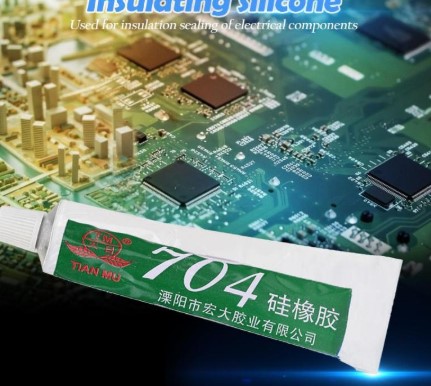 Insulating silicone
Used for insulation sealing of electrical components
TIAN MU
704
硅橡胶
溧阳市宏大胶业有限公司